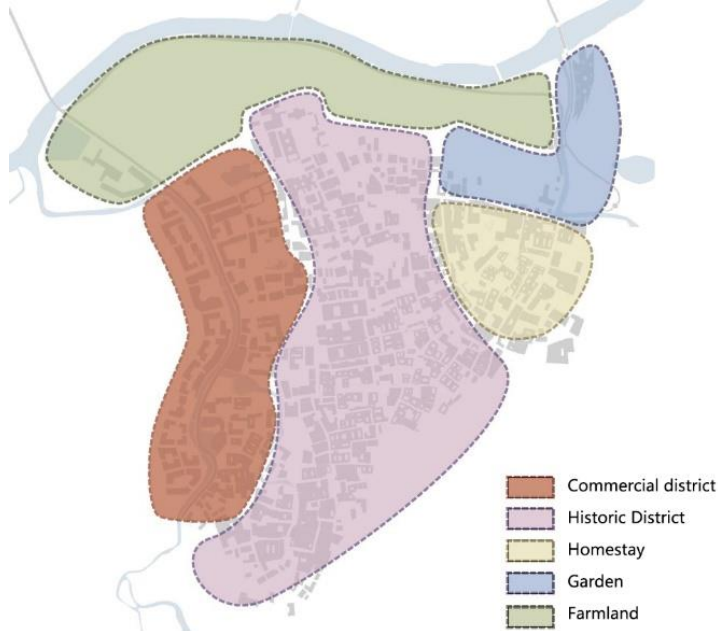 Commercial district
Historic District
Homestay
Garden
Farmland